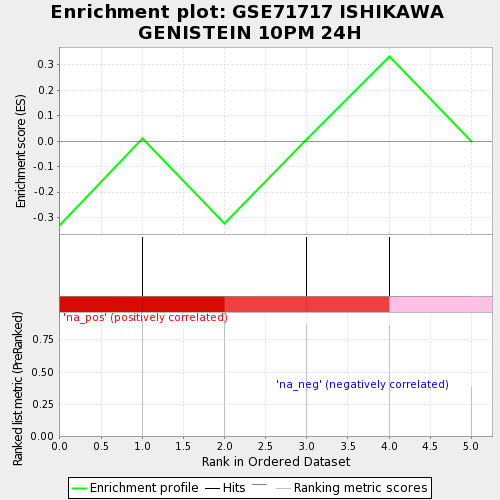 Enrichment plot: GSE71717 ISHIKAWA
GENISTEIN 10PM 24H
Enrichment score (ES)
0.3
0.2
0.1
0.0
-0.1
-0.2
-0.3
'na_pos' (positively correlated)
Ranked list metric (PreRanked)
0.75
0.50
0.25
0.00
'na_neg' (negatively correlated)
0.0 0.5 1.0 1.5 2.0 2.5 3.0 3.5 4.0 4.5 5.0
Rank in Ordered Dataset
Enrichment profile Hits Ranking metric scores